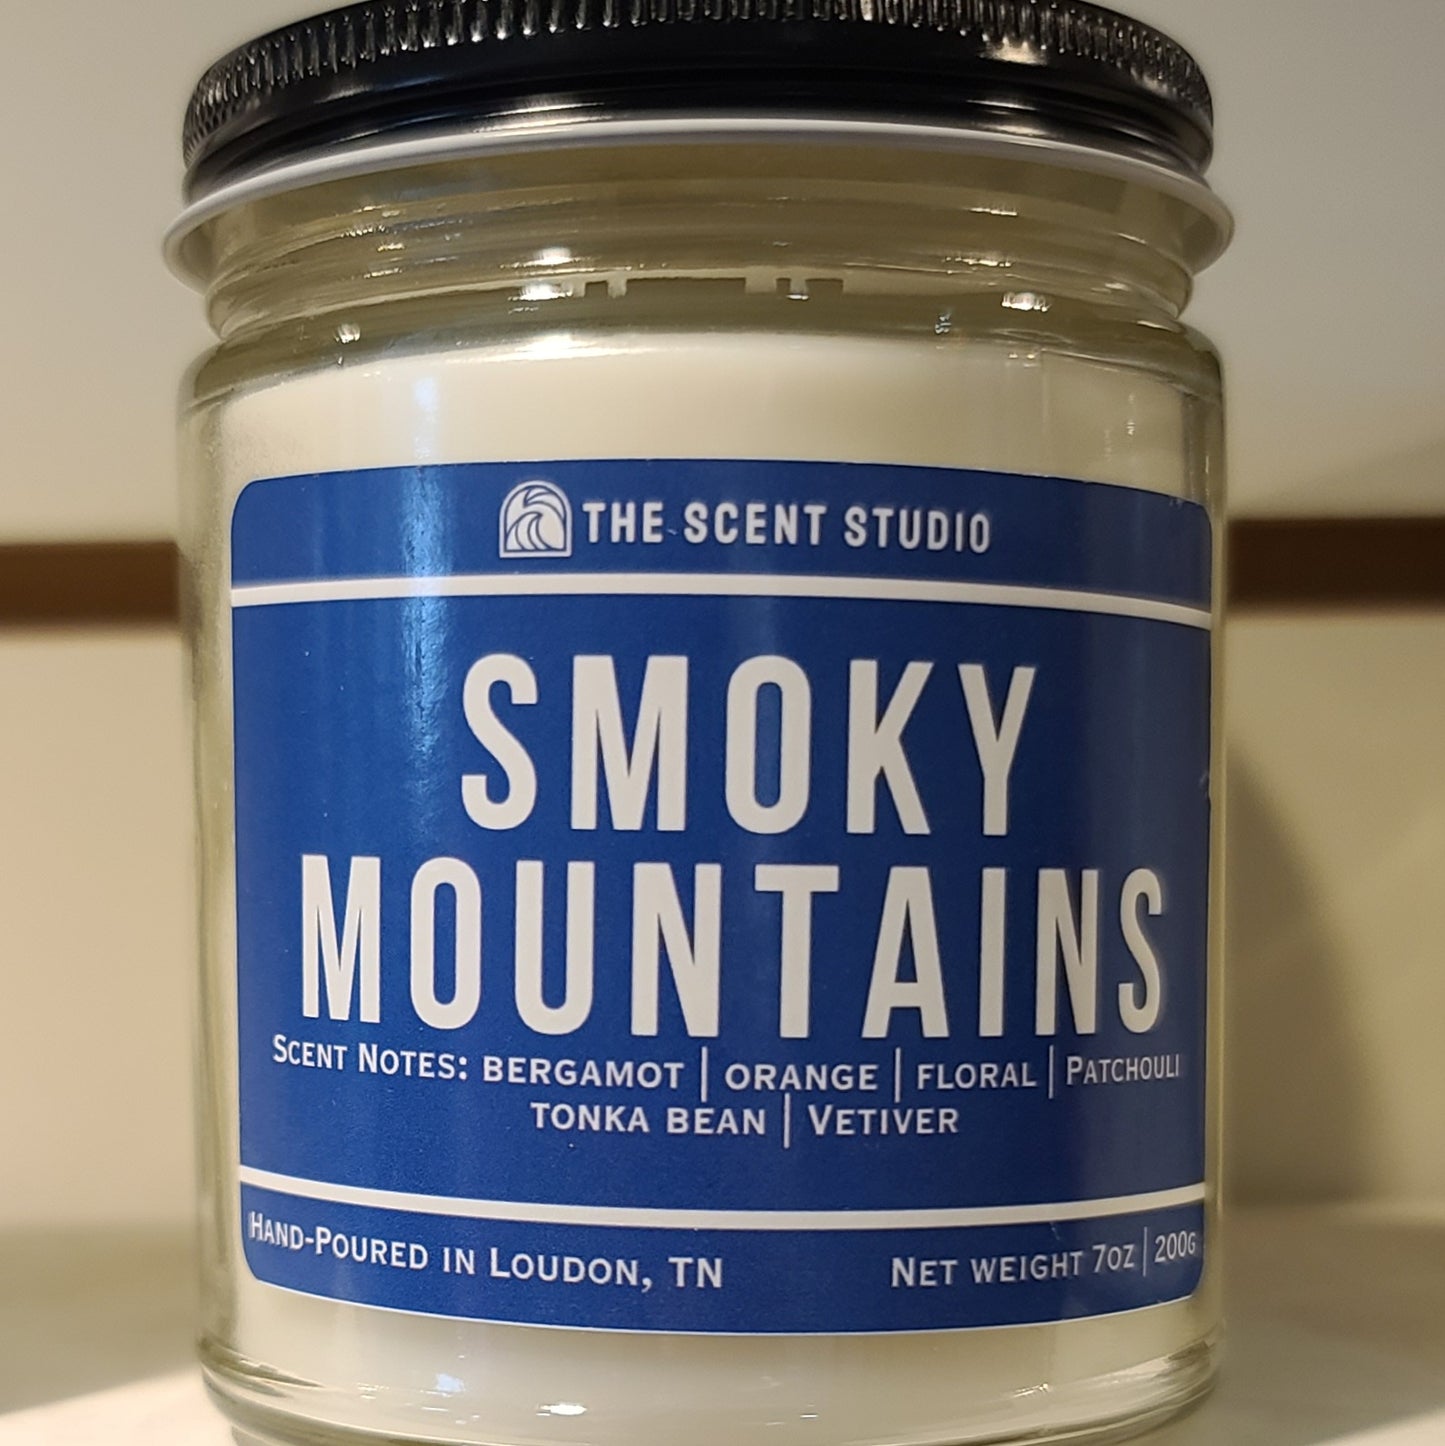 THE SCENT STUDIO
SMOKY
MOUNTAINS
SCENT NOTES: BERGAMOT | ORANGE | FLORAL | PATCHOULI
TONKA BEAN | VETIVER
HAND-POURED IN LOUDON, TN
NET WEIGHT 7OZ | 200G